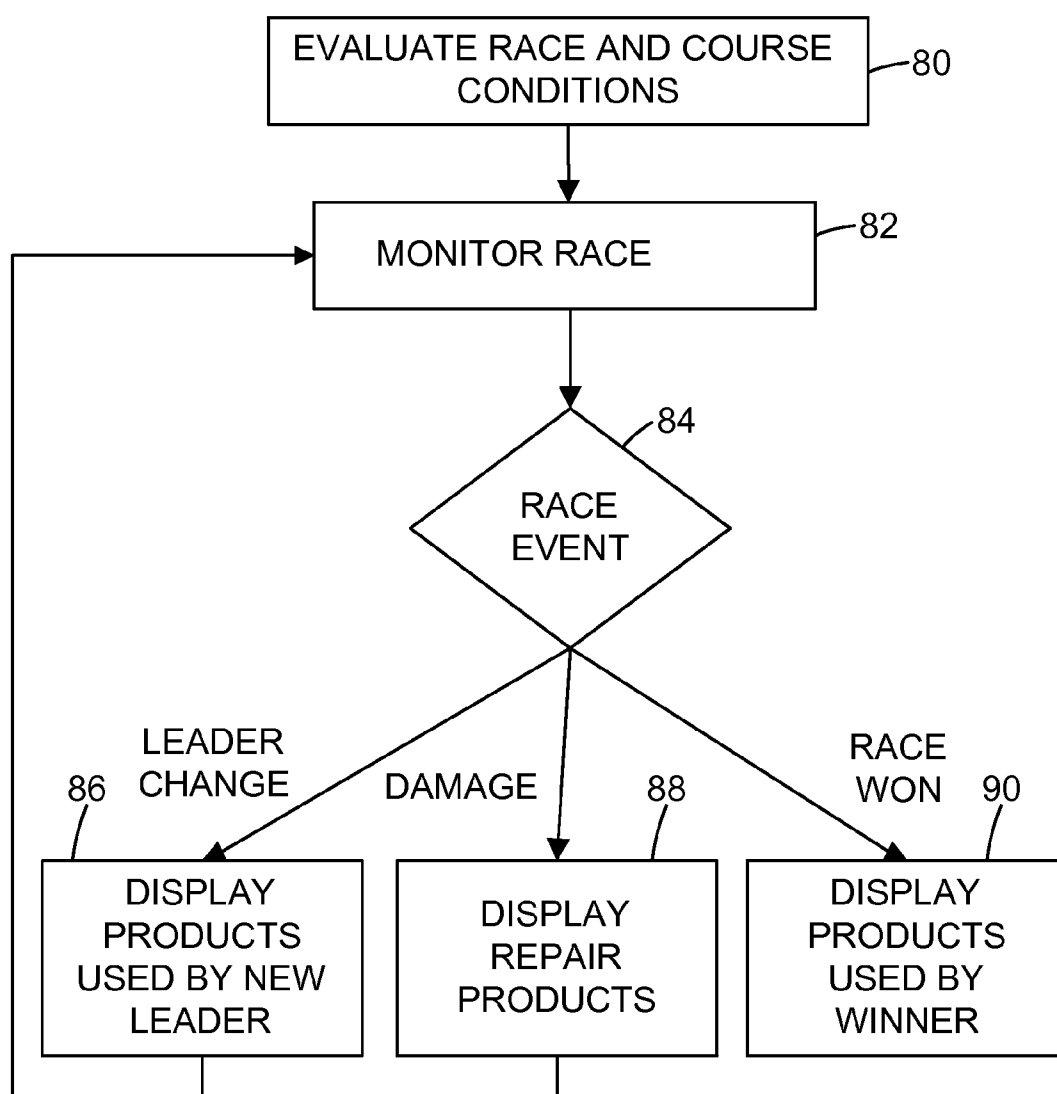 EVALUATE RACE AND COURSE
CONDITIONS
80
MONITOR RACE
82
84
RACE
EVENT
LEADER
CHANGE
DAMAGE
RACE
WON
86
88
90
DISPLAY
PRODUCTS
USED BY NEW
LEADER
DISPLAY
REPAIR
PRODUCTS
DISPLAY
PRODUCTS
USED BY
WINNER